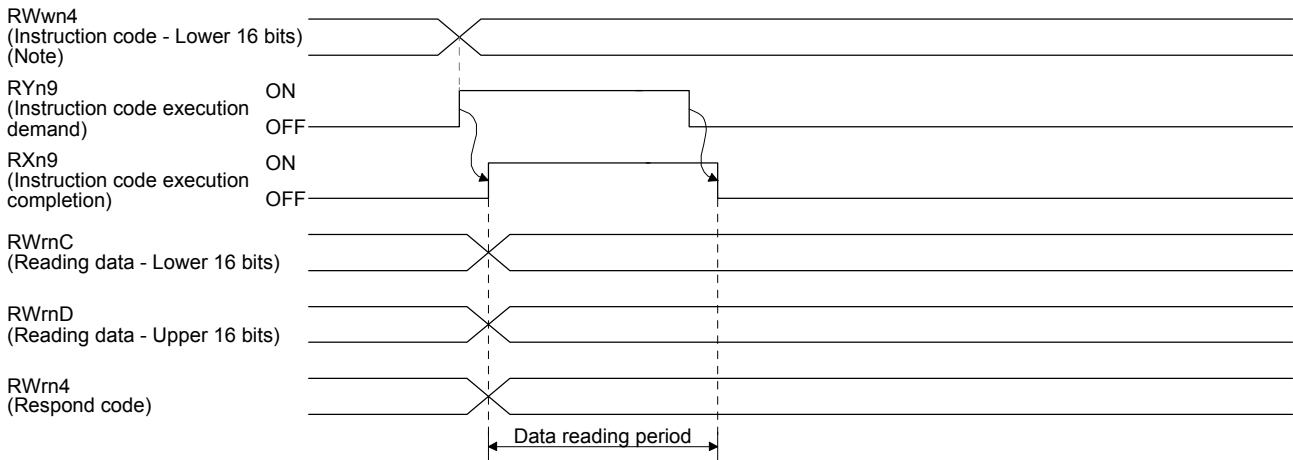 RWwn4
(Instruction code - Lower 16 bits)
(Note)
RYn9
(Instruction code execution
demand)
ON
OFF
RXn9
(Instruction code execution
completion)
ON
OFF
RWrnC
(Reading data - Lower 16 bits)
RWrnD
(Reading data - Upper 16 bits)
RWrn4
(Respond code)
Data reading period